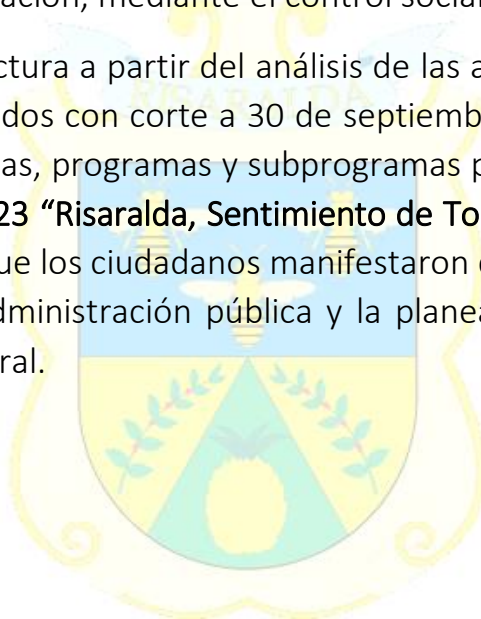 mediante el control social
RISARALDA
ctura a partir del análisis de las a
dos con corte a 30 de septiemb
as, programas y subprogramas p
23 “Risaralda, Sentimiento de To
ue los ciudadanos manifestaron
dministración pública y la planea
ral.